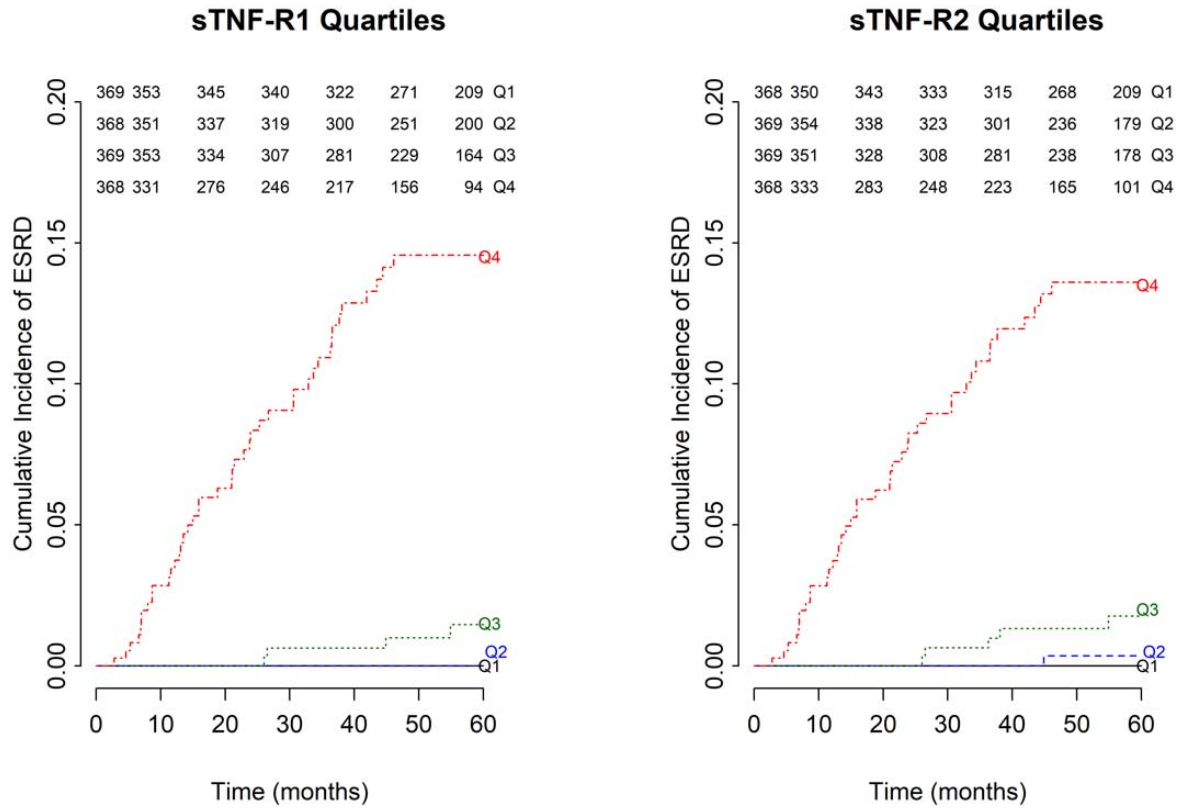 sTNF-R1 Quartiles
369 353 345 340 322 271 209 Q1
368 351 337 319 300 251 200 Q2
369 353 334 307 281 229 164 Q3
368 331 276 246 217 156 94 Q4
Cumulative Incidence of ESRD
0.20
0.15
0.10
0.05
0.00
Q4
Q3
Q2
Q1
0 10 20 30 40 50 60
Time (months)
sTNF-R2 Quartiles
368 350 343 333 315 268 209 Q1
369 354 338 323 301 236 179 Q2
369 351 328 308 281 238 178 Q3
368 333 283 248 223 165 101 Q4
Cumulative Incidence of ESRD
0.20
0.15
0.10
0.05
0.00
Q4
Q3
Q2
Q1
0 10 20 30 40 50 60
Time (months)